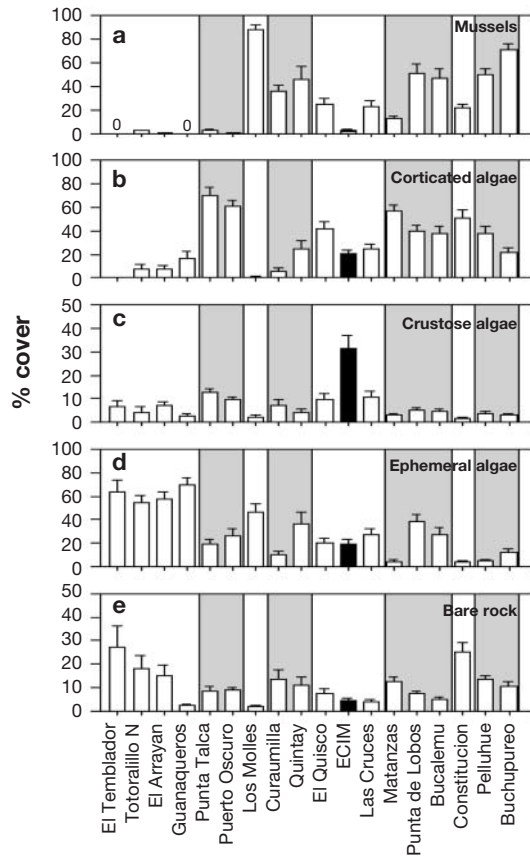 a
Mussels
100
80
60
40
20
0
0
0
b
Corticated algae
100
80
60
40
20
0
% cover
c
Crustose algae
50
40
30
20
10
0
d
Ephemeral algae
100
80
60
40
20
0
e
Bare rock
50
40
30
20
10
0
El Temblador
Totoralillo N
El Arrayan
Guanaqueros
Punta Talca
Puerto Oscuro
Los Molles
Curaumilla
Quintay
El Quisco
ECIM
Las Cruces
Matanzas
Punta de Lobos
Bucalemu
Constitucion
Pelluhue
Buchupureo